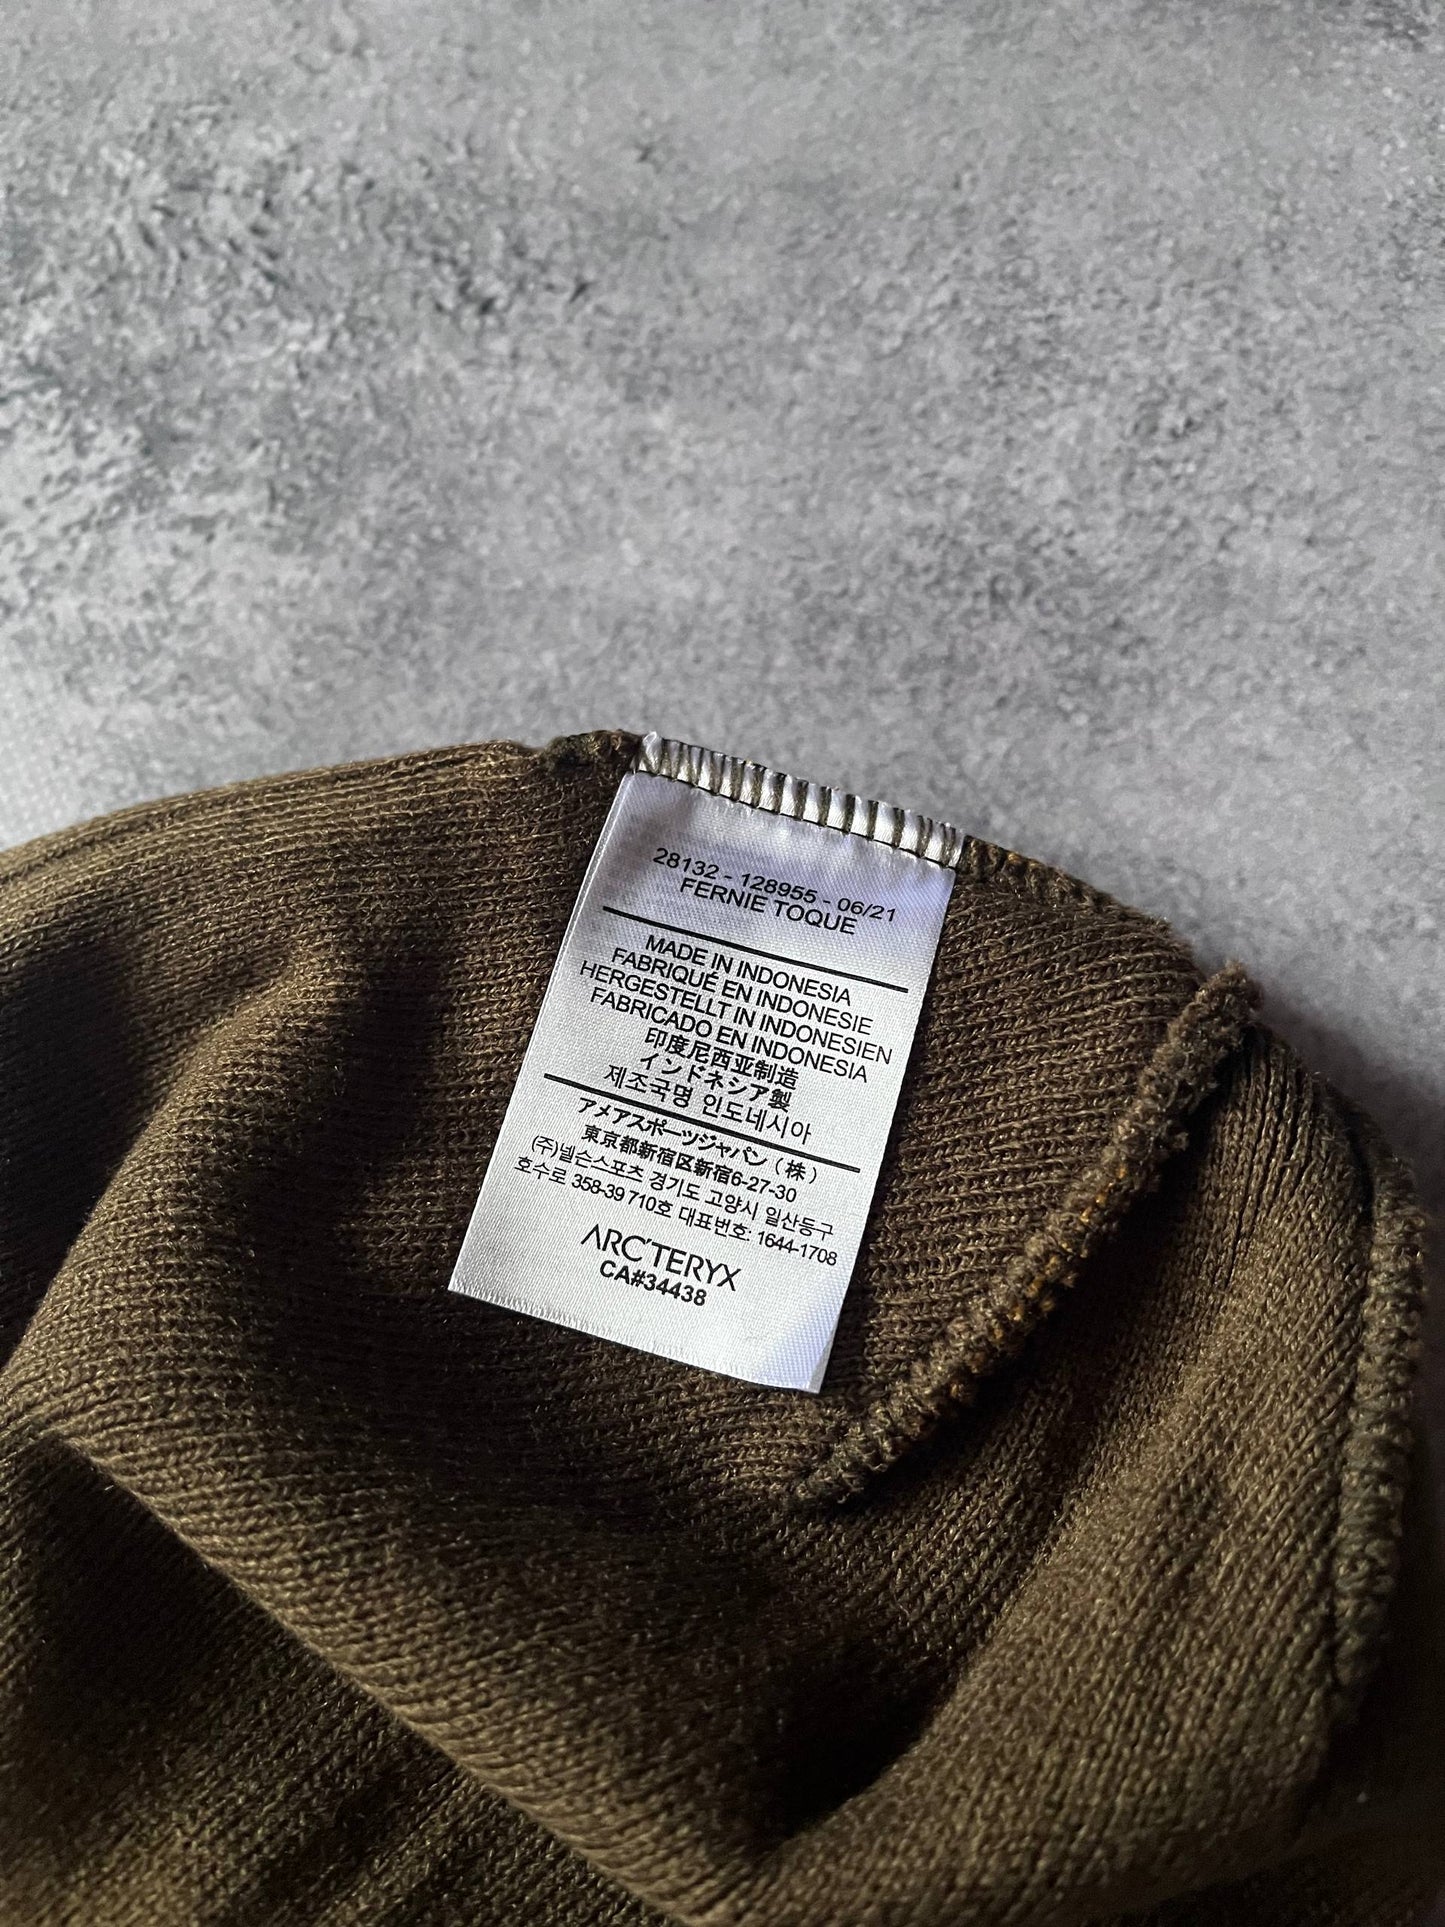 28132 - 128955 - 06/21
FERNIE TOQUE
MADE IN INDONESIA
FABRIQUÉ EN INDONESIE
HERGESTELLT IN INDONESIEN
FABRICADO EN INDONESIA
印度尼西亚制造
インドネシア製
제조국명 인도네시아
アメアスポーツジャパン（株）
東京都新宿区新宿6-27-30
(주)넬슨스포츠 경기도 고양시 일산동구
호수로 358-39 710호 대표번호: 1644-1708
ARC'TERYX
CA#34438